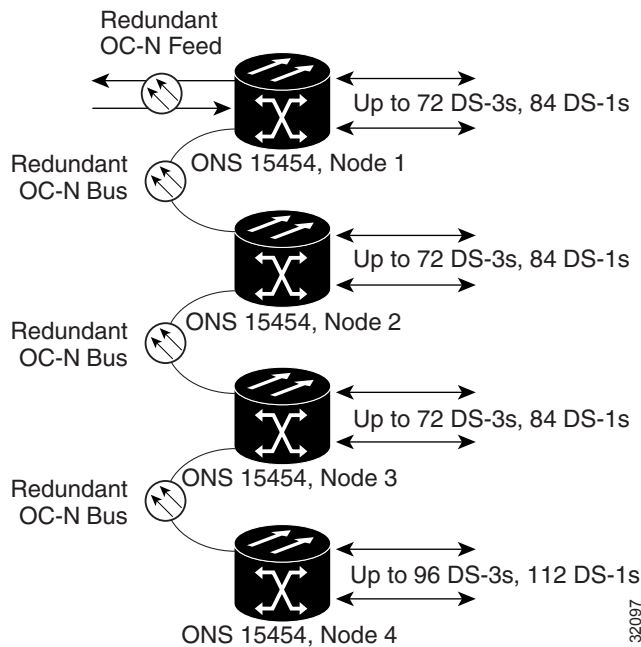 Redundant
OC-N Feed
Up to 72 DS-3s, 84 DS-1s
ONS 15454, Node 1
Redundant
OC-N Bus
Up to 72 DS-3s, 84 DS-1s
ONS 15454, Node 2
Redundant
OC-N Bus
Up to 72 DS-3s, 84 DS-1s
ONS 15454, Node 3
Redundant
OC-N Bus
Up to 96 DS-3s, 112 DS-1s
ONS 15454, Node 4
32097